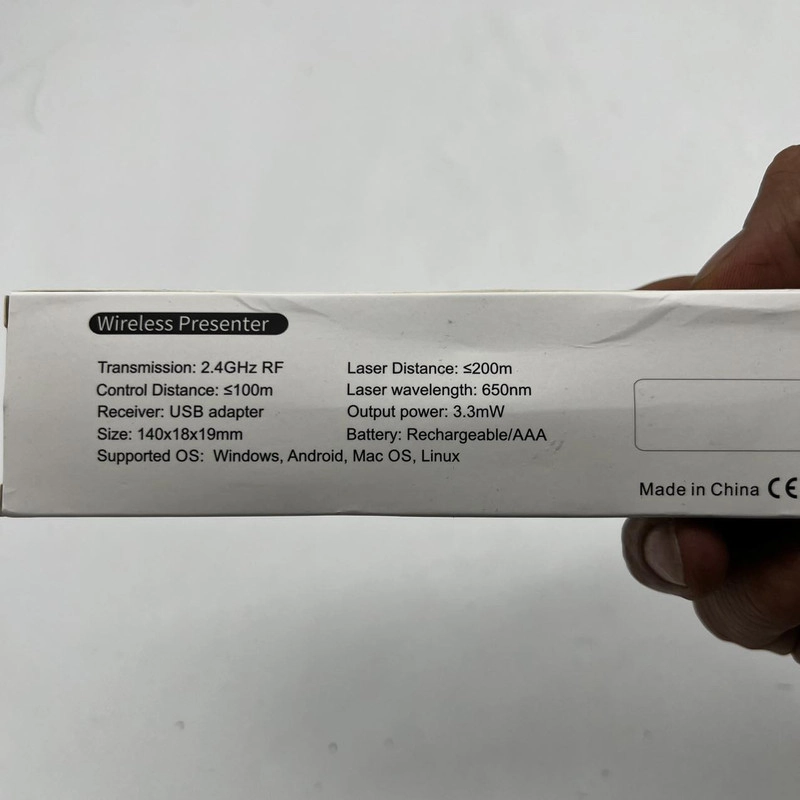 Wireless Presenter
Transmission: 2.4GHz RF
Control Distance: ≤100m
Receiver: USB adapter
Size: 140x18x19mm
Supported OS: Windows, Android, Mac OS, Linux
Laser Distance: ≤200m
Laser wavelength: 650nm
Output power: 3.3mW
Battery: Rechargeable/AAA
Made in China CE